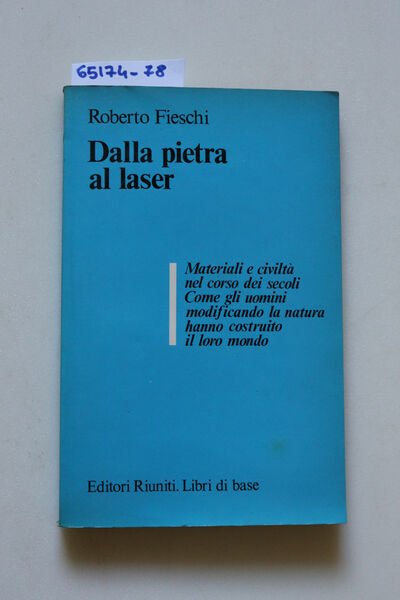 65174-78
Roberto Fieschi
Dalla pietra
al laser
Materiali e civiltà
nel corso dei secoli
Come gli uomini
modificando la natura
hanno costruito
il loro mondo
Editori Riuniti. Libri di base